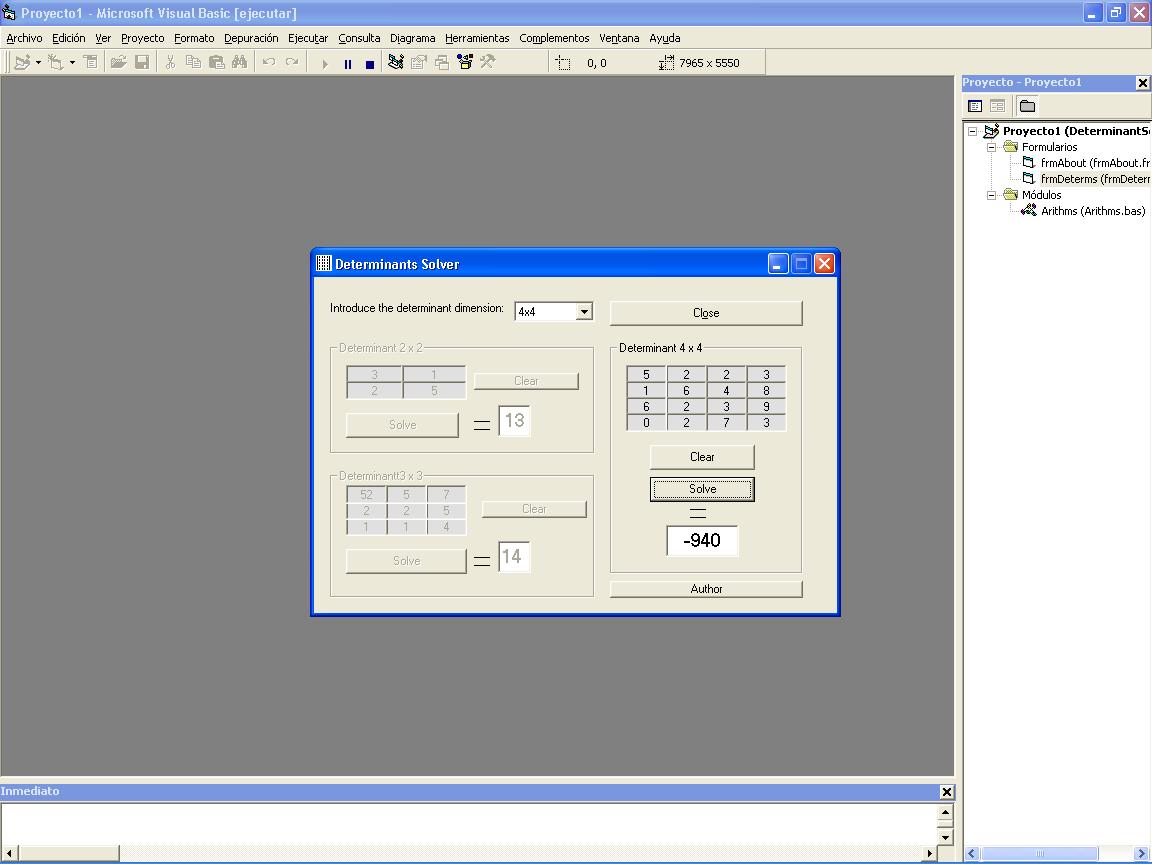 Proyecto1 - Microsoft Visual Basic [ejecutar]
Archivo Edición Ver Proyecto Formato Depuración Ejecutar Consulta Diagrama Herramientas Complementos Ventana Ayuda
0, 0 7965 x 5550
Proyecto - Proyecto1
Proyecto1 (DeterminantS
Formularios
frmAbout (frmAbout.fr
frmDeterms (frmDeter
Módulos
Arithms (Arithms.bas)
Determinants Solver
Introduce the determinant dimension: 4x4 Close
Determinant 2 x 2
3 1
2 5
Clear
Solve = 13
Determinantt3 x 3
52 5 7
2 2 5
1 1 4
Clear
Solve = 14
Determinant 4 x 4
5 2 2 3
1 6 4 8
6 2 3 9
0 2 7 3
Clear
Solve
=
-940
Author
Inmediato